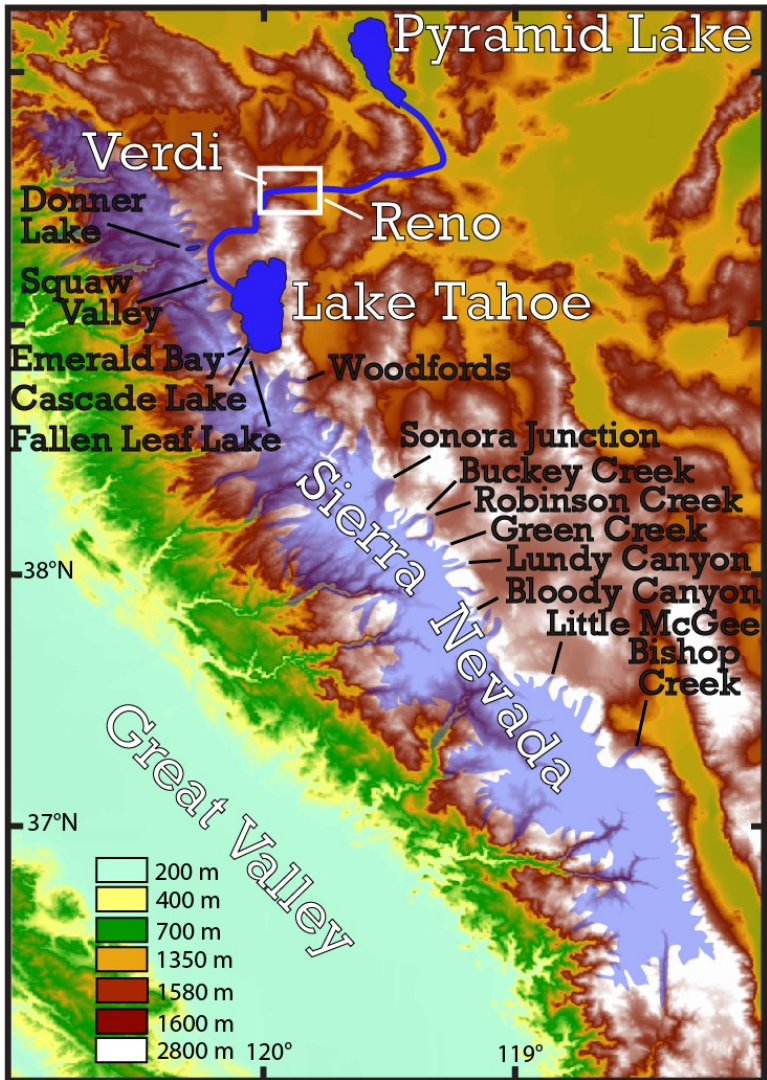 Pyramid Lake
Verdi
Donner
Lake
Reno
Squaw
Valley
Lake Tahoe
Emerald Bay
Woodfords
Cascade Lake
Fallen Leaf Lake
Sonora Junction
Buckey Creek
Robinson Creek
Green Creek
Lundy Canyon
Sierra Nevada
38°N
Bloody Canyon
Little McGee
Bishop
Creek
Great Valley
37°N
200 m
400 m
700 m
1350 m
1580 m
1600 m
2800 m
120°
119°